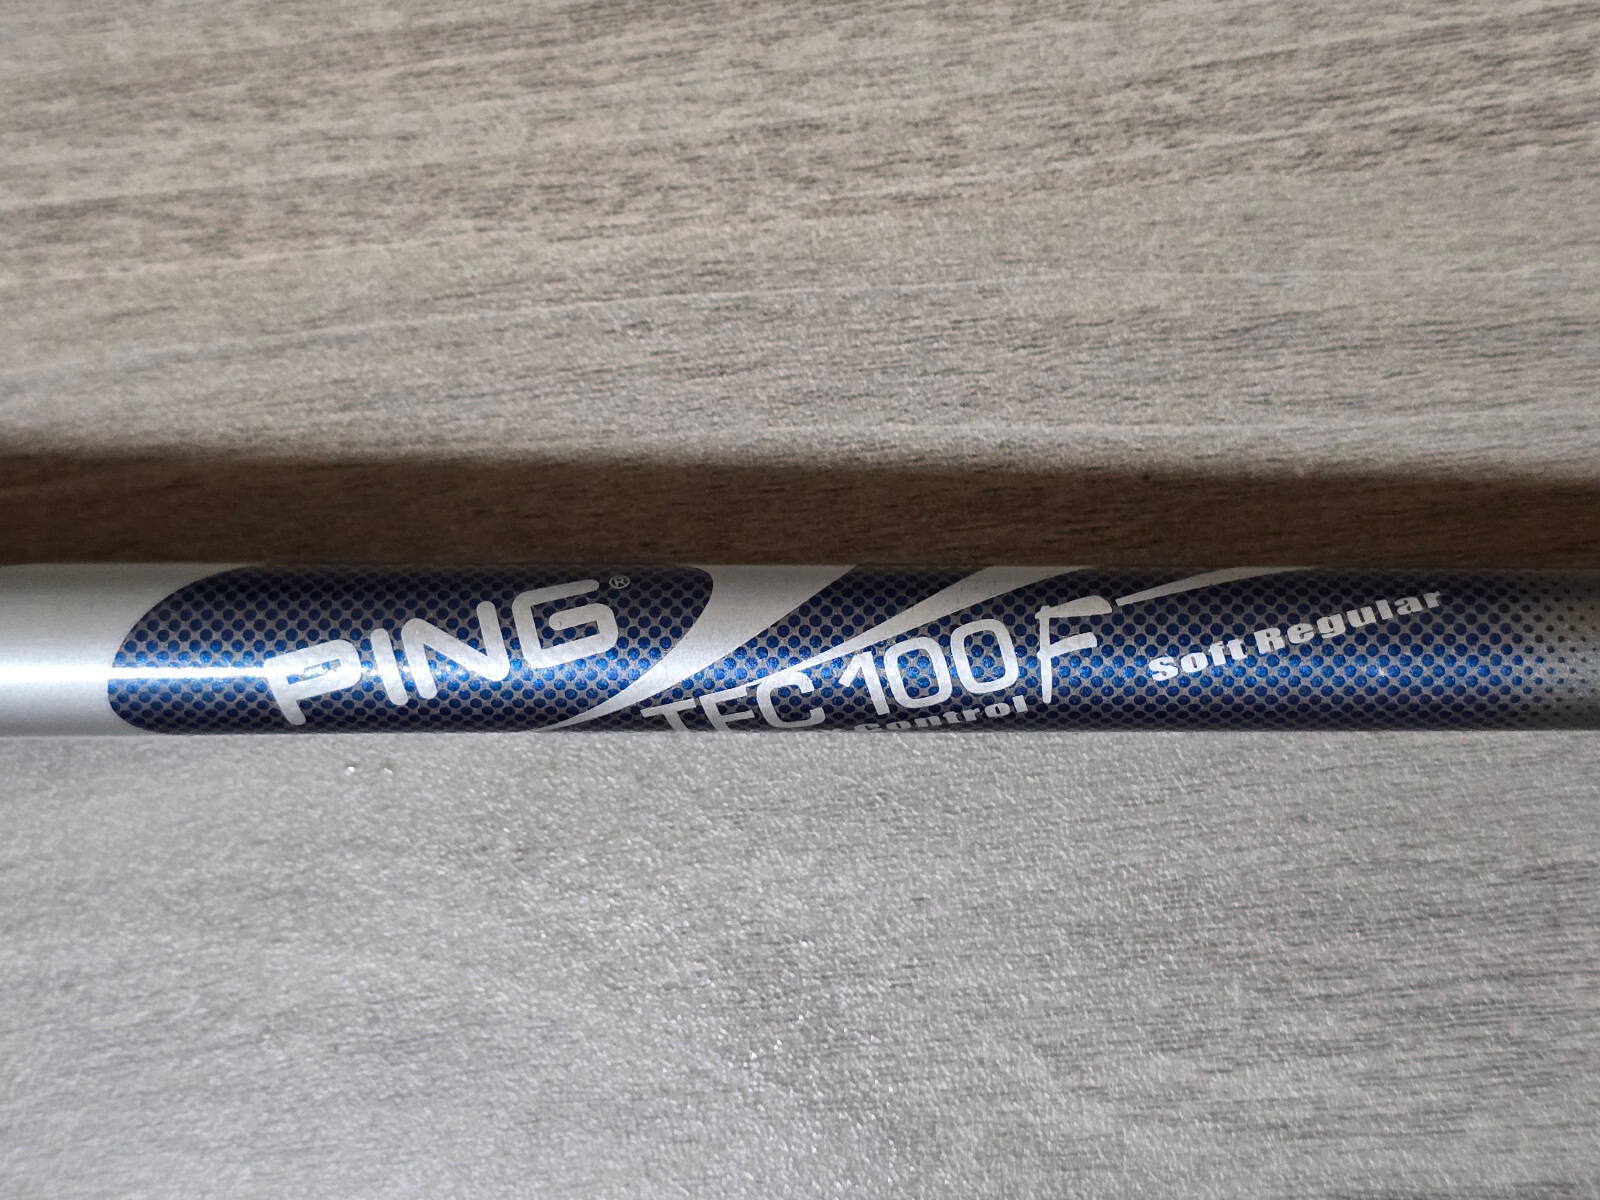 PING®
TFC 100F
Control
Soft Regular